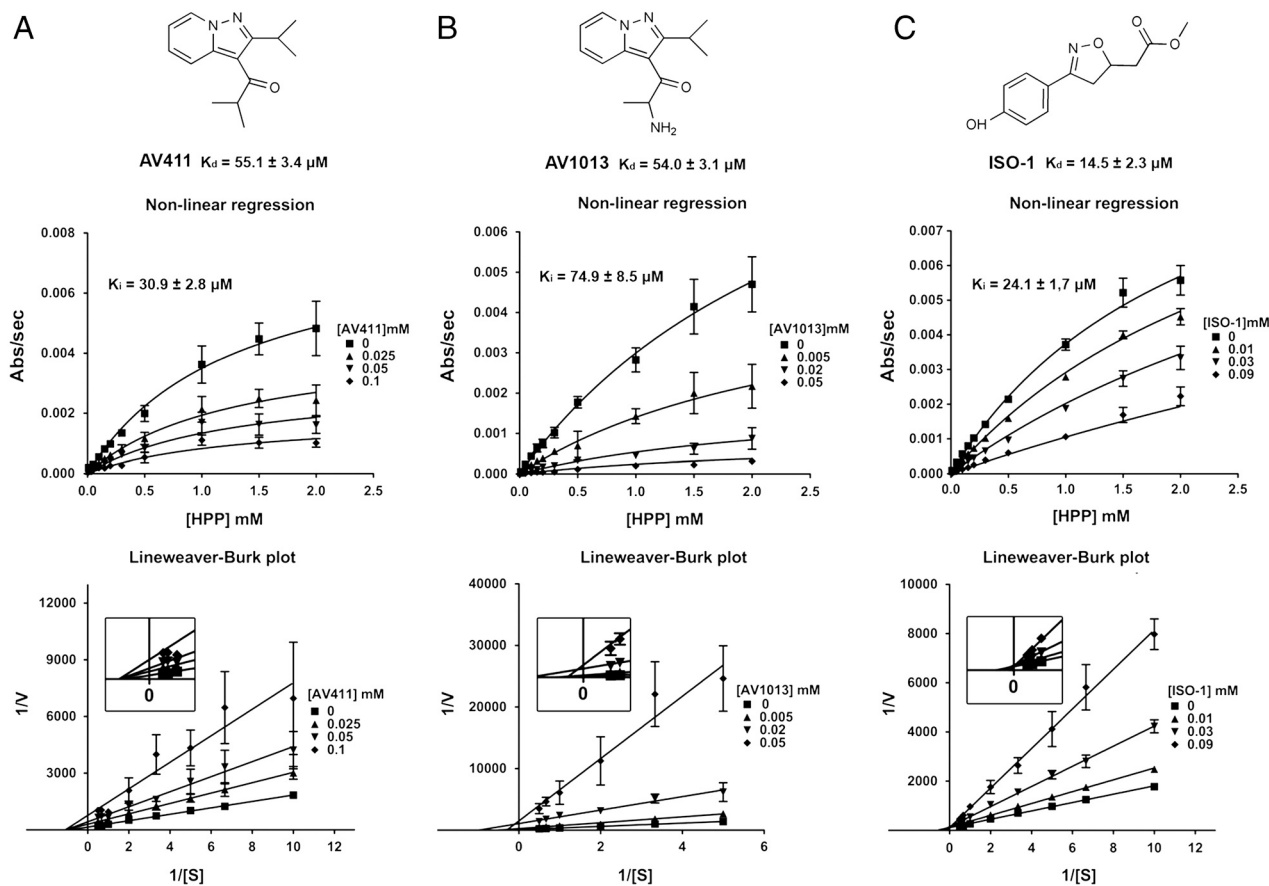 A
N
N
O
AV411 Kd = 55.1 ± 3.4 µM
Non-linear regression
0.008
0.006
0.004
0.002
0.000
Abs/sec
Ki = 30.9 ± 2.8 µM
[AV411]mM
0
0.025
0.05
0.1
0.0 0.5 1.0 1.5 2.0 2.5
[HPP] mM
Lineweaver-Burk plot
12000
9000
6000
3000
1/V
0
[AV411] mM
0
0.025
0.05
0.1
0 2 4 6 8 10 12
1/[S]
B
N
N
O
NH2
AV1013 Kd = 54.0 ± 3.1 µM
Non-linear regression
0.006
0.005
0.004
0.003
0.002
0.001
0.000
Abs/sec
Ki = 74.9 ± 8.5 µM
[AV1013]mM
0
0.005
0.02
0.05
0.0 0.5 1.0 1.5 2.0 2.5
[HPP] mM
Lineweaver-Burk plot
40000
30000
20000
10000
1/V
0
[AV1013] mM
0
0.005
0.02
0.05
0 2 4 6
1/[S]
C
O
O
N
O
OH
ISO-1 Kd = 14.5 ± 2.3 µM
Non-linear regression
0.007
0.006
0.005
0.004
0.003
0.002
0.001
0.000
Abs/sec
Ki = 24.1 ± 1,7 µM
[ISO-1]mM
0
0.01
0.03
0.09
0.0 0.5 1.0 1.5 2.0 2.5
[HPP] mM
Lineweaver-Burk plot
10000
8000
6000
4000
2000
1/V
0
[ISO-1] mM
0
0.01
0.03
0.09
0 2 4 6 8 10 12
1/[S]